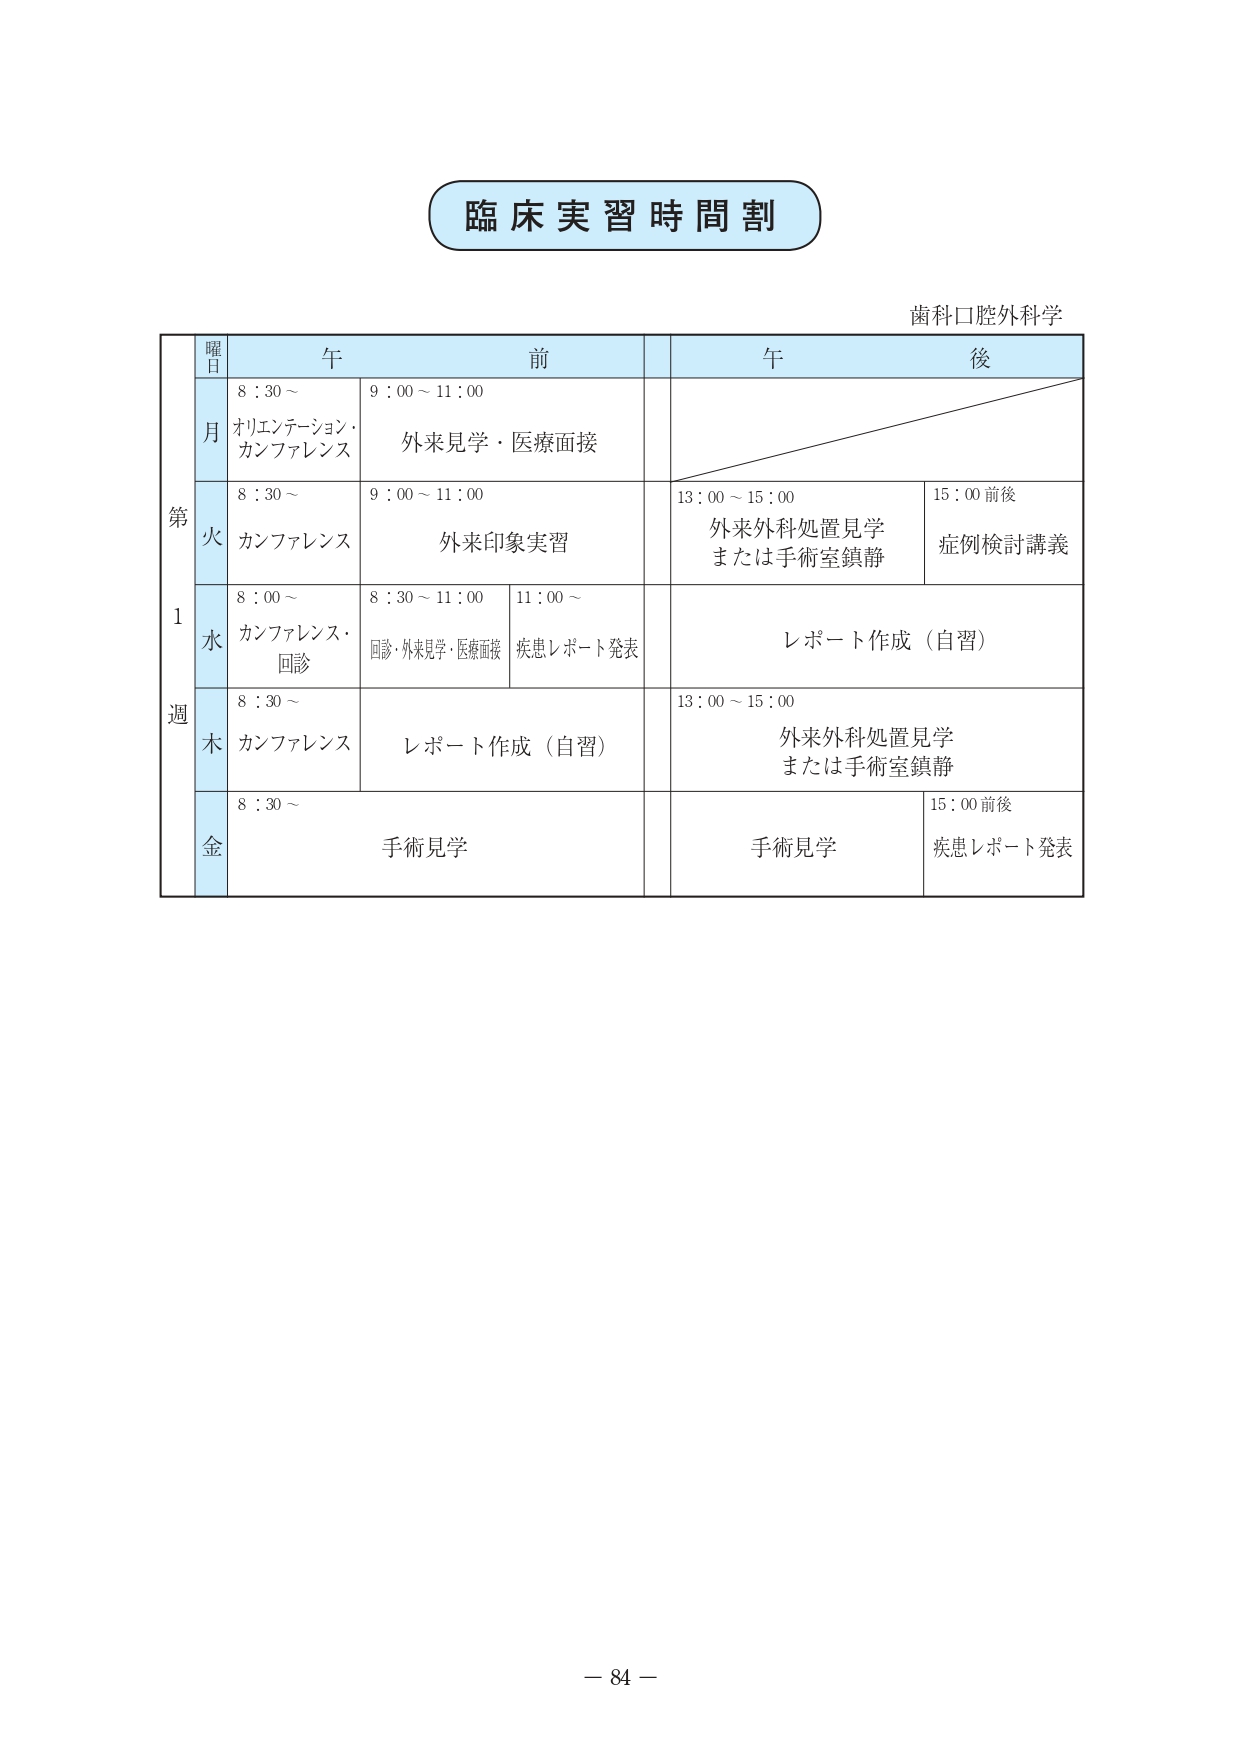 臨床実習時間割
歯科口腔外科学
曜日 午前 午後
第1週
月
8：30～
オリエンテーション・
カンファレンス
9：00～11：00
外来見学・医療面接
火
8：30～
カンファレンス
9：00～11：00
外来印象実習
13：00～15：00
外来外科処置見学
または手術室鎮静
15：00前後
症例検討講義
水
8：00～
カンファレンス・
回診
8：30～11：00
回診・外来見学・医療面接
11：00～
疾患レポート発表
レポート作成（自習）
木
8：30～
カンファレンス
レポート作成（自習）
13：00～15：00
外来外科処置見学
または手術室鎮静
金
8：30～
手術見学
手術見学
15：00前後
疾患レポート発表
― 84 ―